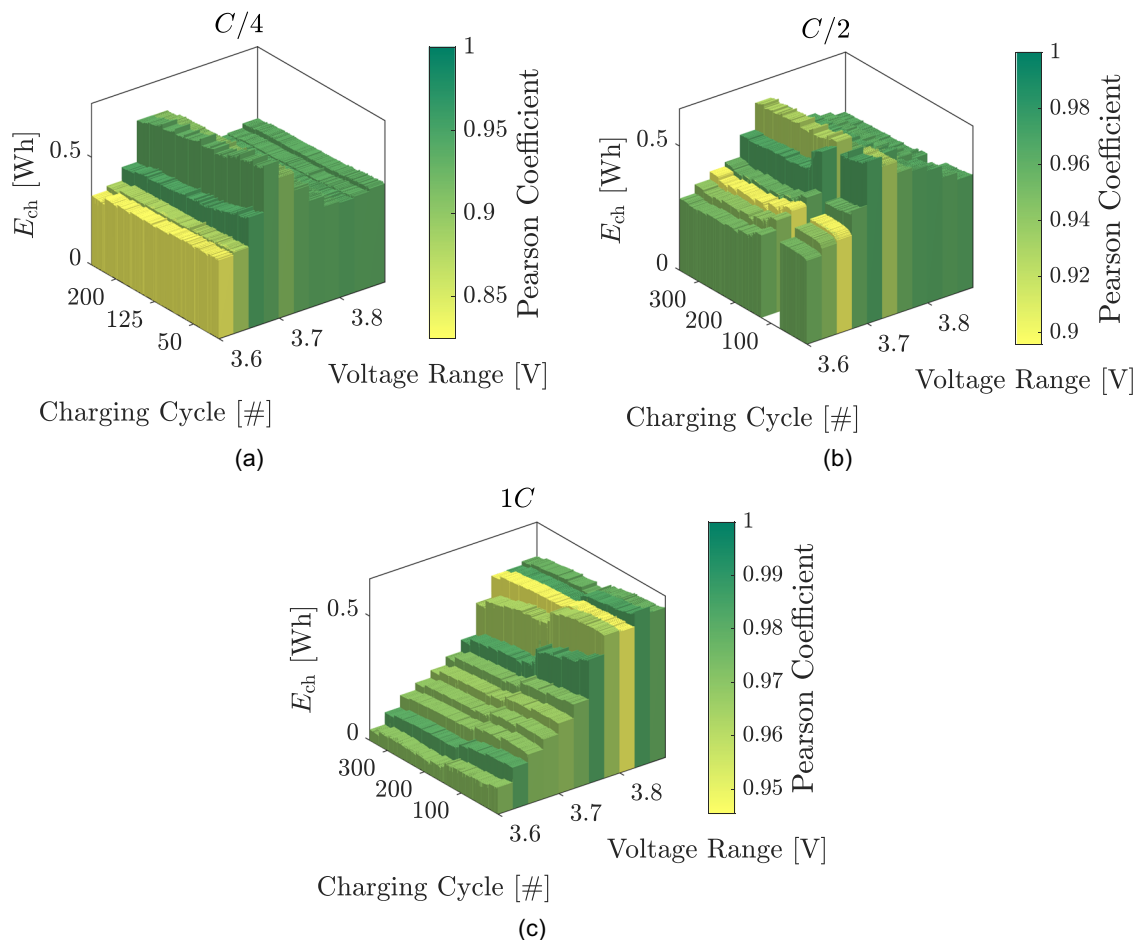 C/4
E_ch [Wh]
0.5
0
200
125
50
3.6
3.7
3.8
Voltage Range [V]
Charging Cycle [#]
1
0.95
0.9
0.85
Pearson Coefficient
(a)
C/2
E_ch [Wh]
0.5
0
300
200
100
3.6
3.7
3.8
Voltage Range [V]
Charging Cycle [#]
1
0.98
0.96
0.94
0.92
0.9
Pearson Coefficient
(b)
1C
E_ch [Wh]
0.5
0
300
200
100
3.6
3.7
3.8
Voltage Range [V]
Charging Cycle [#]
1
0.99
0.98
0.97
0.96
0.95
Pearson Coefficient
(c)